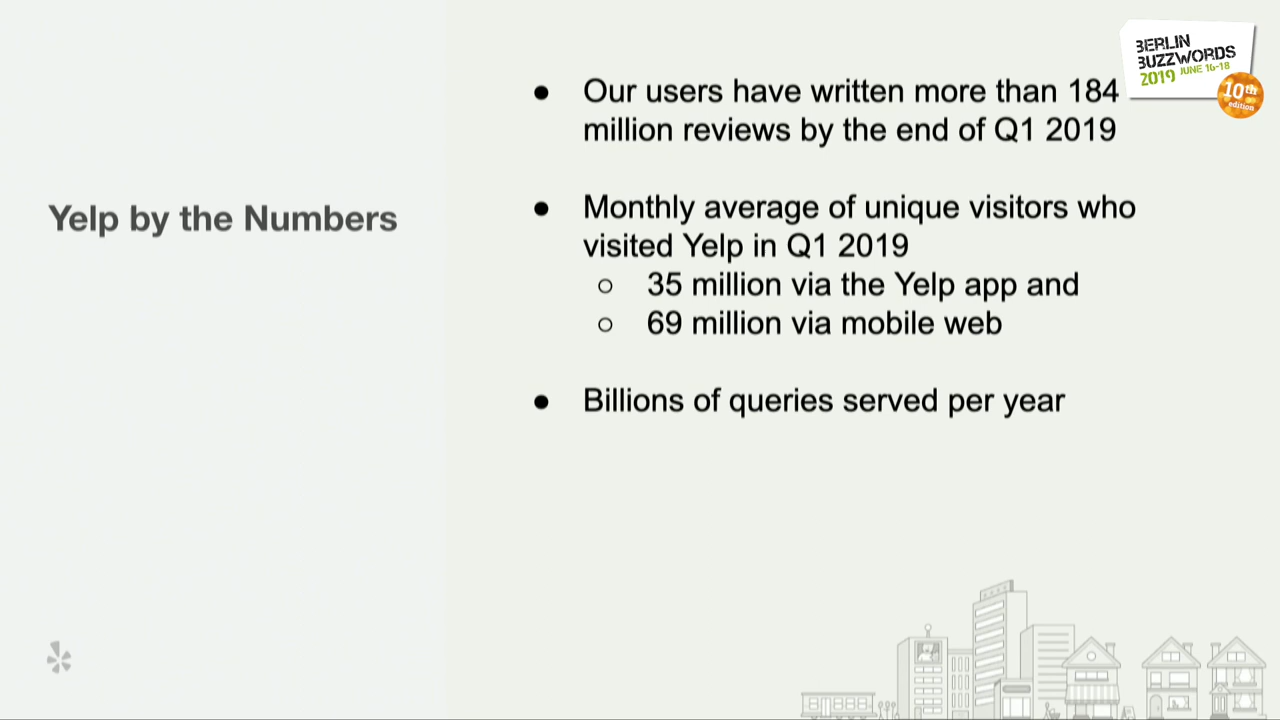 BERLIN
BUZZWORDS
2019 JUNE 16-18
10th
edition
Yelp by the Numbers
● Our users have written more than 184
million reviews by the end of Q1 2019
● Monthly average of unique visitors who
visited Yelp in Q1 2019
○ 35 million via the Yelp app and
○ 69 million via mobile web
● Billions of queries served per year